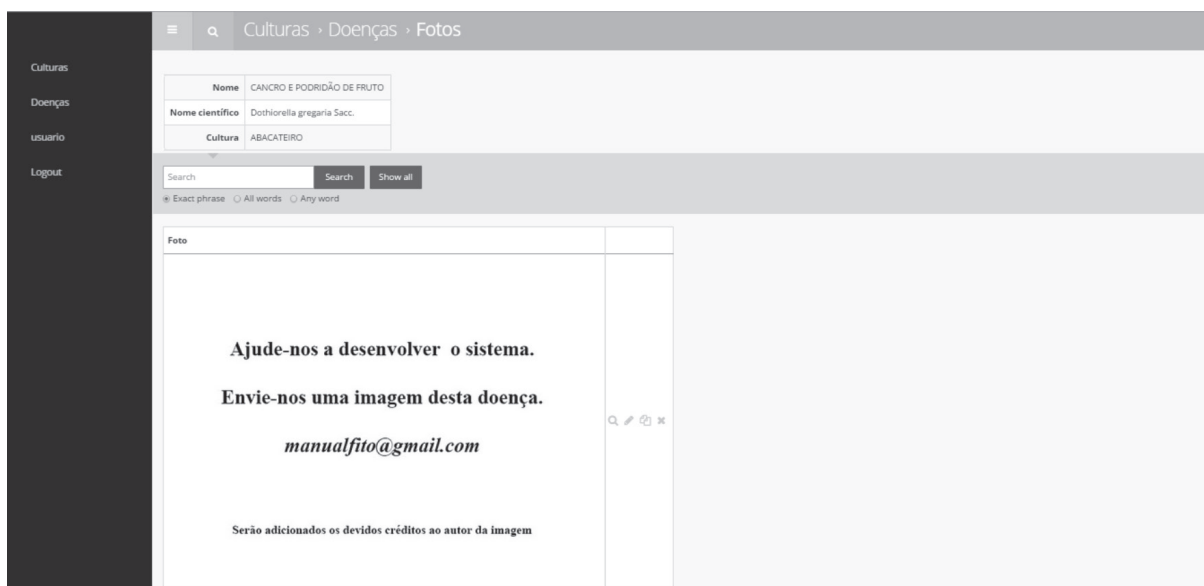 Culturas › Doenças › Fotos
Culturas
Doenças
usuario
Logout
Nome CANCRO E PODRIDÃO DE FRUTO
Nome científico Dothiorella gregaria Sacc.
Cultura ABACATEIRO
Search Search Show all
Exact phrase All words Any word
Foto
Ajude-nos a desenvolver o sistema.
Envie-nos uma imagem desta doença.
manualfito@gmail.com
Serão adicionados os devidos créditos ao autor da imagem